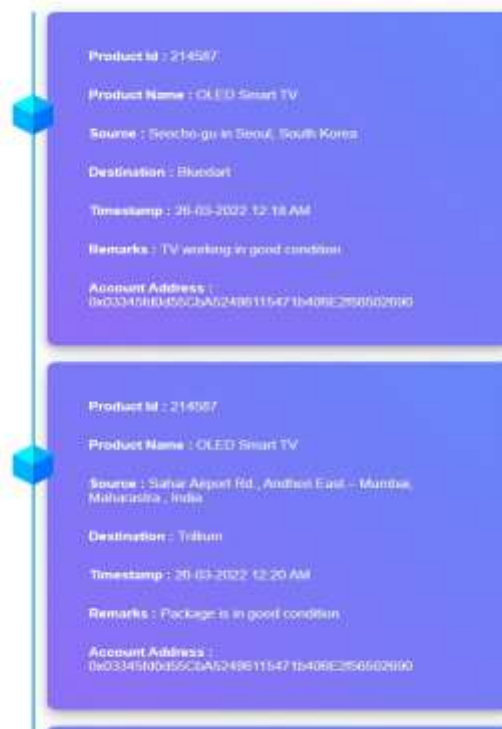 Product Id : 214587
Product Name : OLED Smart TV
Source : Seocho-gu in Seoul, South Korea
Destination : Bluedart
Timestamp : 26-03-2022 12:18 AM
Remarks : TV working in good condition
Account Address :
Product Id : 214587
Product Name : OLED Smart TV
Source : Sahar Airport Rd., Andheri East – Mumbai,
Maharastra , India
Destination : Trillium
Timestamp : 26-03-2022 12:20 AM
Remarks : Package is in good condition
Account Address :